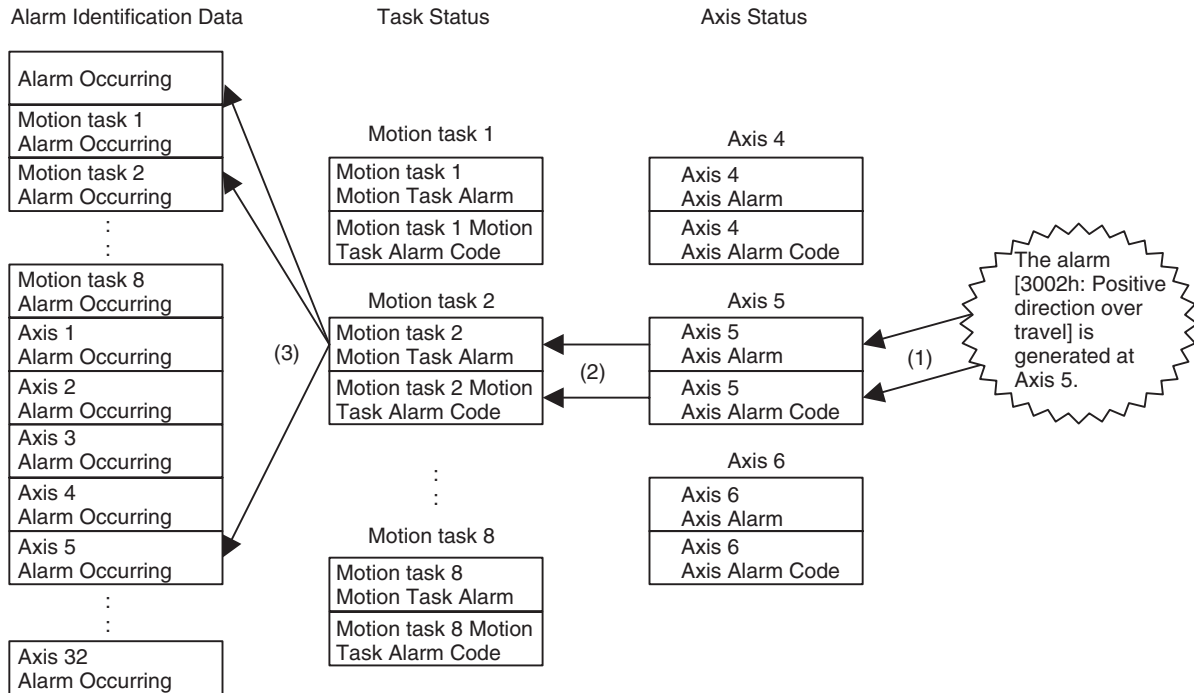 Alarm Identification Data
Task Status
Axis Status
Alarm Occurring
Motion task 1
Alarm Occurring
Motion task 2
Alarm Occurring
:
:
Motion task 8
Alarm Occurring
Axis 1
Alarm Occurring
Axis 2
Alarm Occurring
Axis 3
Alarm Occurring
Axis 4
Alarm Occurring
Axis 5
Alarm Occurring
:
:
Axis 32
Alarm Occurring
(3)
Motion task 1
Motion task 1
Motion Task Alarm
Motion task 1 Motion
Task Alarm Code
Motion task 2
Motion task 2
Motion Task Alarm
Motion task 2 Motion
Task Alarm Code
:
:
Motion task 8
Motion task 8
Motion Task Alarm
Motion task 8 Motion
Task Alarm Code
(2)
Axis 4
Axis 4
Axis Alarm
Axis 4
Axis Alarm Code
Axis 5
Axis 5
Axis Alarm
Axis 5
Axis Alarm Code
Axis 6
Axis 6
Axis Alarm
Axis 6
Axis Alarm Code
(1)
The alarm
[3002h: Positive
direction over
travel] is
generated at
Axis 5.